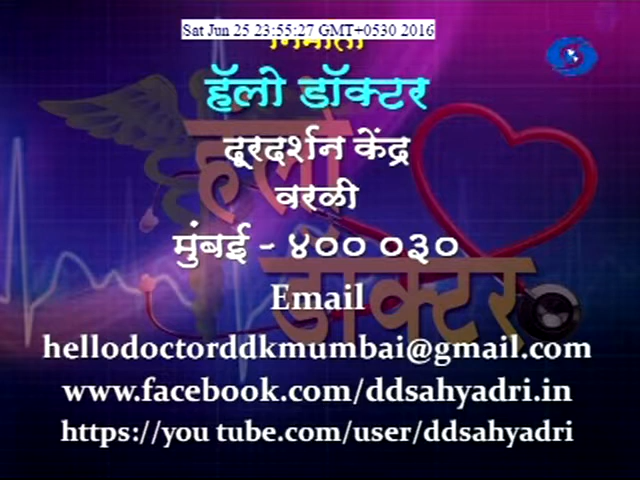 Sat Jun 25 23:55:27 GMT+0530 2016
निर्माता
हॅलो डॉक्टर
दूरदर्शन केंद्र
वरळी
मुंबई - ४०० ०३०
Email
hellodoctorddkmumbai@gmail.com
www.facebook.com/ddsahyadri.in
https://you tube.com/user/ddsahyadri
हॅलो
डॉक्टर